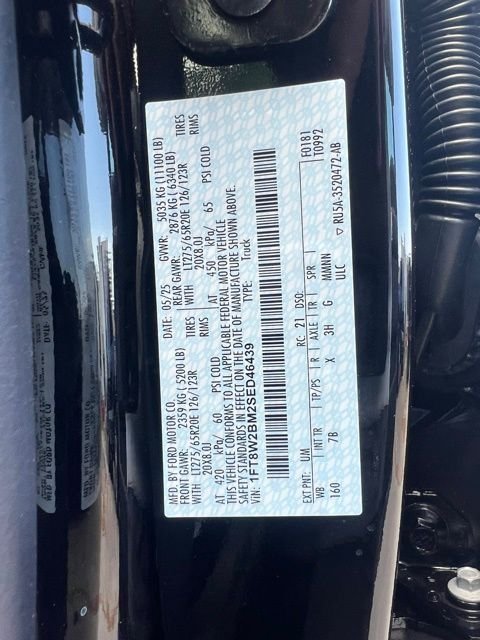 MFD. BY FORD MOTOR CO.
DATE: 05/25 GVWR: 5035 KG (11100 LB)
FRONT GAWR: 2359 KG (5200 LB) REAR GAWR: 2876 KG (6340 LB)
WITH LT275/65R20E 126/123R TIRES WITH LT275/65R20E 126/123R TIRES
20X8.0J RIMS 20X8.0J RIMS
AT 420 kPa/ 60 PSI COLD AT 450 kPa/ 65 PSI COLD
THIS VEHICLE CONFORMS TO ALL APPLICABLE FEDERAL MOTOR VEHICLE
SAFETY STANDARDS IN EFFECT ON THE DATE OF MANUFACTURE SHOWN ABOVE.
VIN: 1FT8W2BM2SED46439 TYPE: Truck
F0181
T0992
EXT PNT: UM RC: 21 DSO:
WB INT TR TP/PS R AXLE TR SPR
160 7B X 3H G MMMNN
ULC ▽ RU5A-3520472-AB